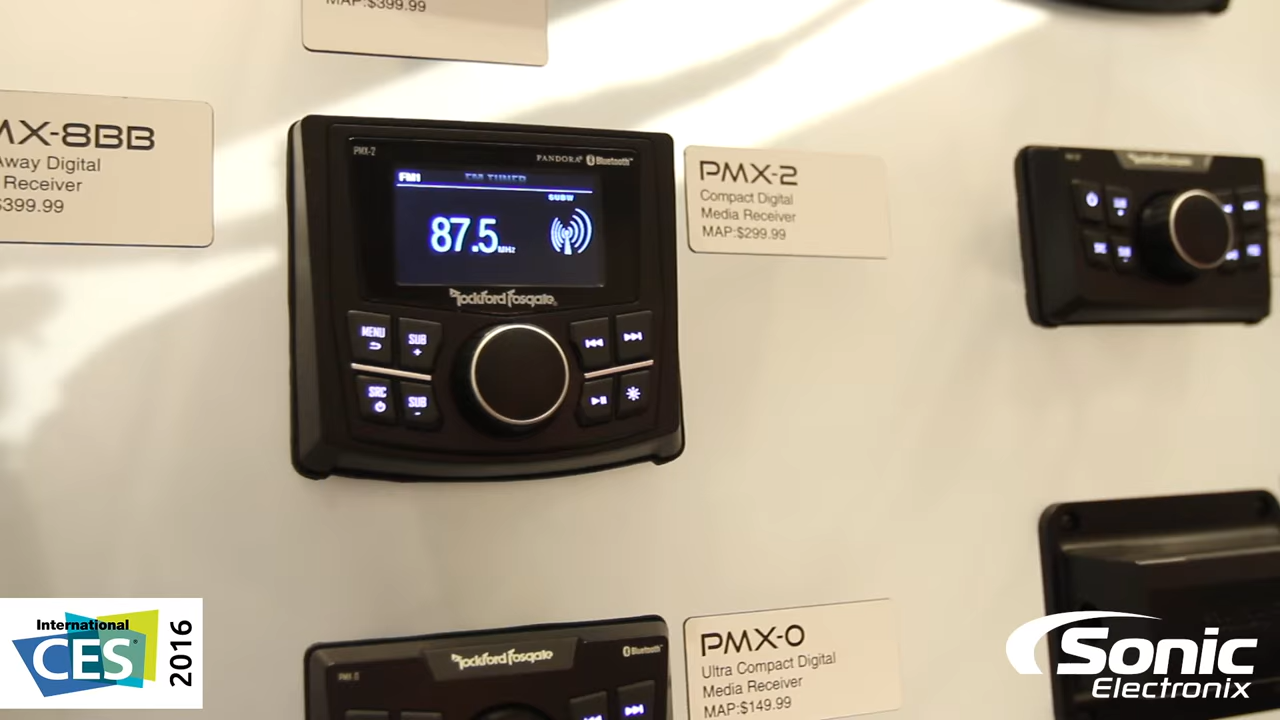 MAP:$399.99
MX-8BB
Away Digital
Receiver
$399.99
PMX-2
PANDORA Bluetooth
FM1 FM TUNER
SUBW
87.5 MHz
Rockford Fosgate
MENU
SUB
+
SRC
SUB
-
PMX-2
Compact Digital
Media Receiver
MAP:$299.99
Rockford Fosgate
Bluetooth
PMX-0
Ultra Compact Digital
Media Receiver
MAP:$149.99
International
CES
2016
Sonic
Electronix